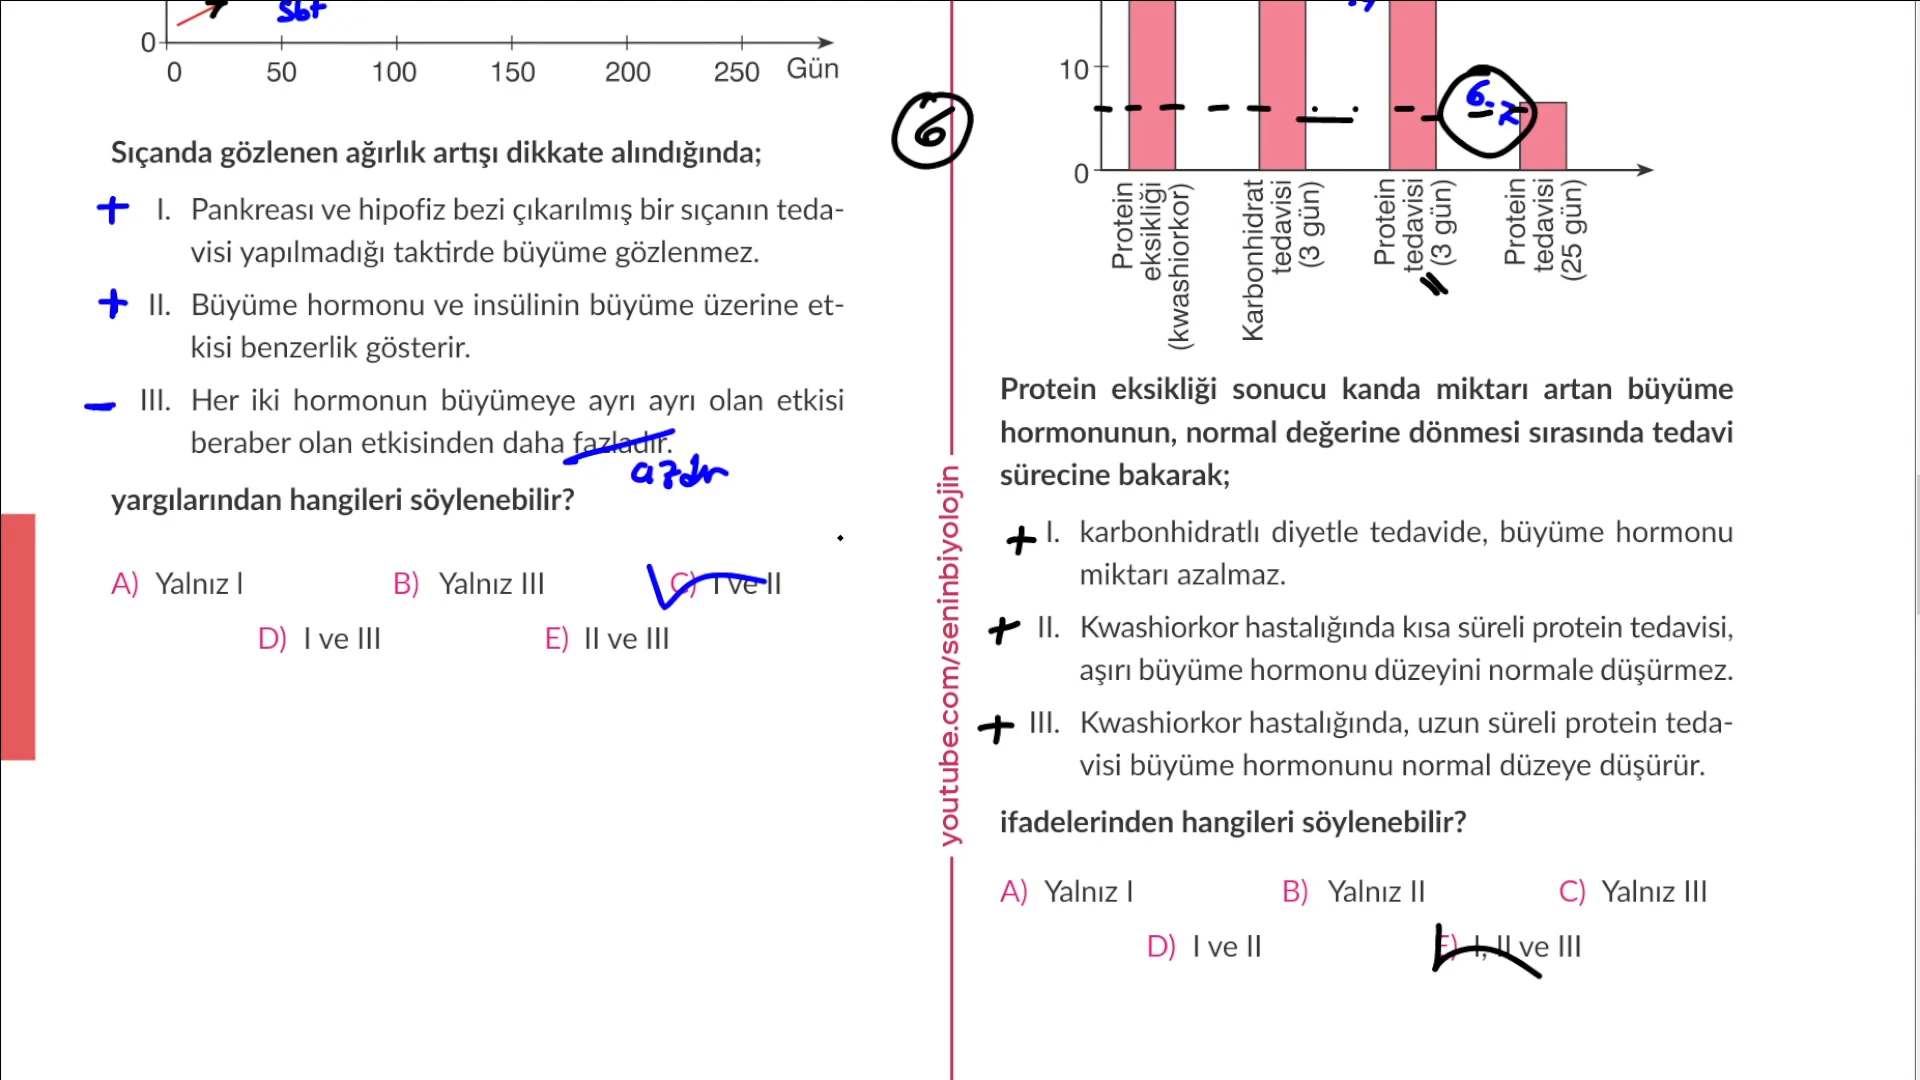 0
0 50 100 150 200 250 Gün
Sıçanda gözlenen ağırlık artışı dikkate alındığında;
+ I. Pankreası ve hipofiz bezi çıkarılmış bir sıçanın teda-
visi yapılmadığı taktirde büyüme gözlenmez.
+ II. Büyüme hormonu ve insülinin büyüme üzerine et-
kisi benzerlik gösterir.
- III. Her iki hormonun büyümeye ayrı ayrı olan etkisi
beraber olan etkisinden daha fazladır.
azdır
yargılarından hangileri söylenebilir?
A) Yalnız I B) Yalnız III C) I ve II
D) I ve III E) II ve III
6
youtube.com/seninbiyolojin
10
6-7
0
Protein
eksikliği
(kwashiorkor)
Karbonhidrat
tedavisi
(3 gün)
Protein
tedavisi
(3 gün)
Protein
tedavisi
(25 gün)
Protein eksikliği sonucu kanda miktarı artan büyüme
hormonunun, normal değerine dönmesi sırasında tedavi
sürecine bakarak;
+ I. karbonhidratlı diyetle tedavide, büyüme hormonu
miktarı azalmaz.
+ II. Kwashiorkor hastalığında kısa süreli protein tedavisi,
aşırı büyüme hormonu düzeyini normale düşürmez.
+ III. Kwashiorkor hastalığında, uzun süreli protein teda-
visi büyüme hormonunu normal düzeye düşürür.
ifadelerinden hangileri söylenebilir?
A) Yalnız I B) Yalnız II C) Yalnız III
D) I ve II E) I, II ve III